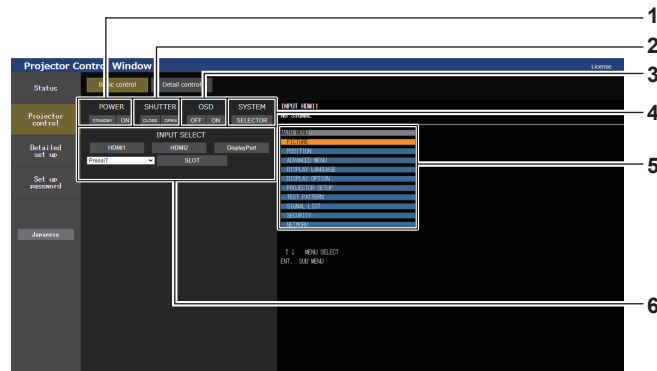 1
2
3
4
5
6
Projector Control Window
License
Status
Basic control
Detail control
Projector
control
Detailed
set up
Set up
password
Japanese
POWER
STANDBY ON
SHUTTER
CLOSE OPEN
OSD
OFF ON
SYSTEM
SELECTOR
INPUT SELECT
HDMI1
HDMI2
DisplayPort
PressIT
SLOT
INPUT HDMI1
NO SIGNAL
MAIN MENU
PICTURE
POSITION
ADVANCED MENU
DISPLAY LANGUAGE
DISPLAY OPTION
PROJECTOR SETUP
TEST PATTERN
SIGNAL LIST
SECURITY
NETWORK
↑↓ MENU SELECT
ENT. SUB MENU